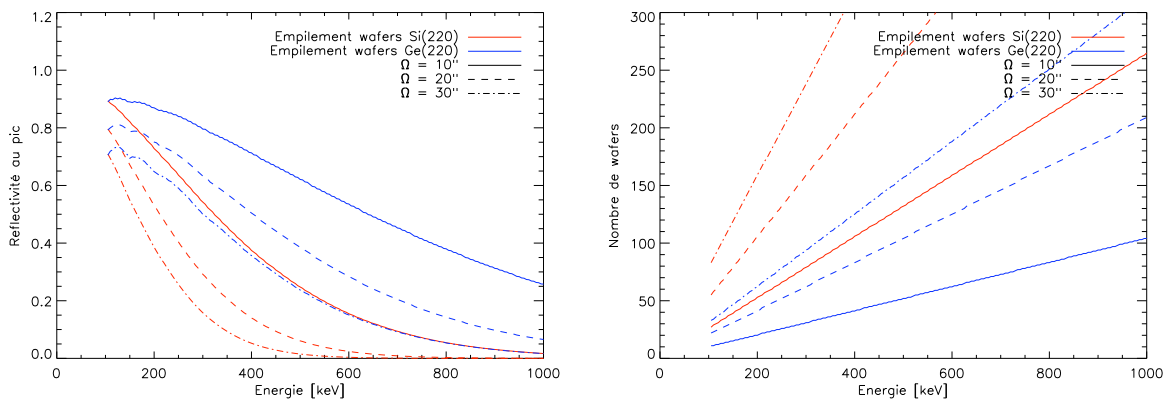 1.2
1.0
0.8
0.6
0.4
0.2
0.0
Reflectivité au pic
Empilement wafers Si(220)
Empilement wafers Ge(220)
Ω = 10"
Ω = 20"
Ω = 30"
0 200 400 600 800 1000
Energie [keV]
300
250
200
150
100
50
0
Nombre de wafers
Empilement wafers Si(220)
Empilement wafers Ge(220)
Ω = 10"
Ω = 20"
Ω = 30"
0 200 400 600 800 1000
Energie [keV]